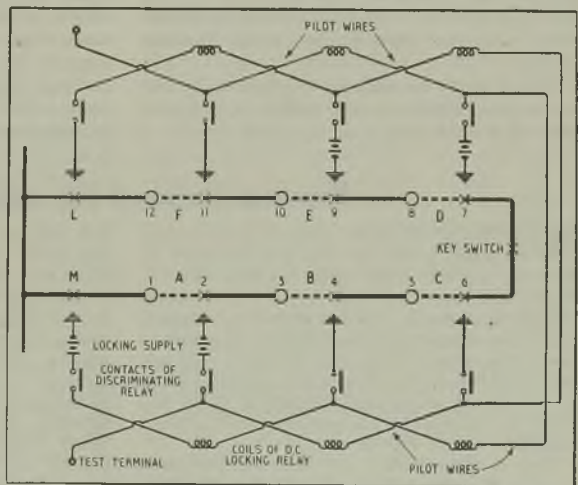 PILOT WIRES
L
12
F
11
10
E
9
8
D
7
KEY SWITCH
M
1
A
2
3
B
4
5
C
6
LOCKING SUPPLY
CONTACTS OF
DISCRIMINATING
RELAY
COILS OF D.C
LOCKING RELAY
TEST TERMINAL
PILOT WIRES